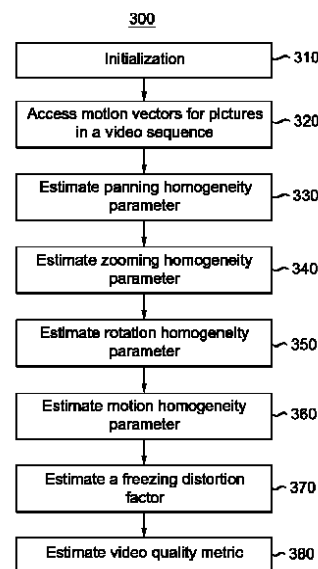 300
Initialization
310
Access motion vectors for pictures
in a video sequence
320
Estimate panning homogeneity
parameter
330
Estimate zooming homogeneity
parameter
340
Estimate rotation homogeneity
parameter
350
Estimate motion homogeneity
parameter
360
Estimate a freezing distortion
factor
370
Estimate video quality metric
380